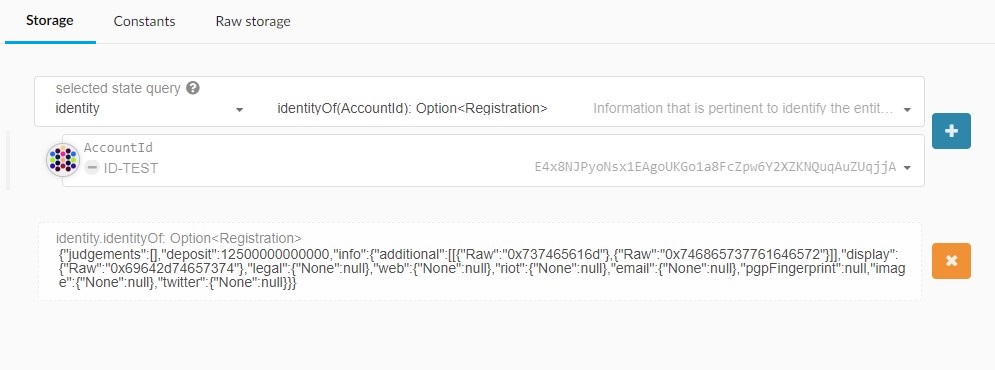 Storage Constants Raw storage
selected state query ?
identity identityOf(AccountId): Option<Registration> Information that is pertinent to identify the entit...
AccountId
ID-TEST E4x8NJPyoNsx1EAgoUKGo1a8FcZpw6Y2XZKNQuqAuZUqjjA
identity.identityOf: Option<Registration>
{"judgements":[],"deposit":12500000000000,"info":{"additional":[[{"Raw":"0x737465616d"},{"Raw":"0x746865737761646572"}]],"display":
{"Raw":"0x69642d74657374"},"legal":{"None":null},"web":{"None":null},"riot":{"None":null},"email":{"None":null},"pgpFingerprint":null,"imag
e":{"None":null},"twitter":{"None":null}}}